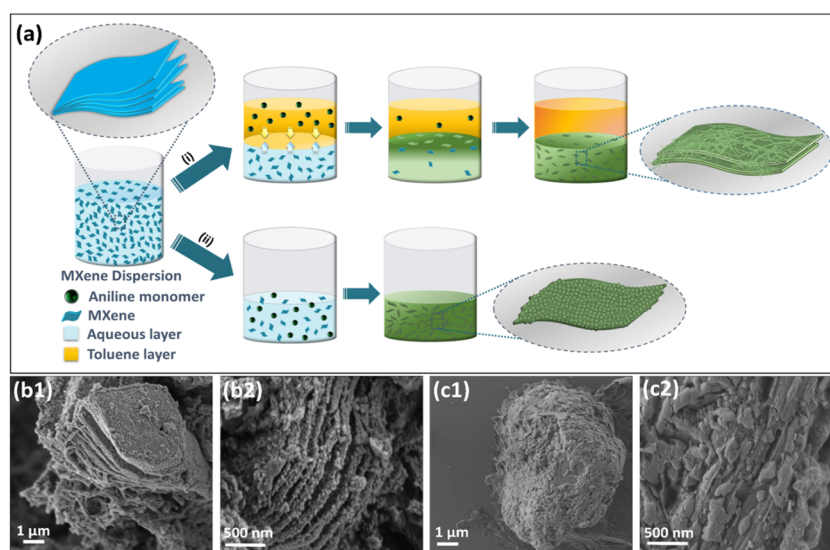 (a)
(i)
(ii)
MXene Dispersion
Aniline monomer
MXene
Aqueous layer
Toluene layer
(b1)
1 µm
(b2)
500 nm
(c1)
1 µm
(c2)
500 nm